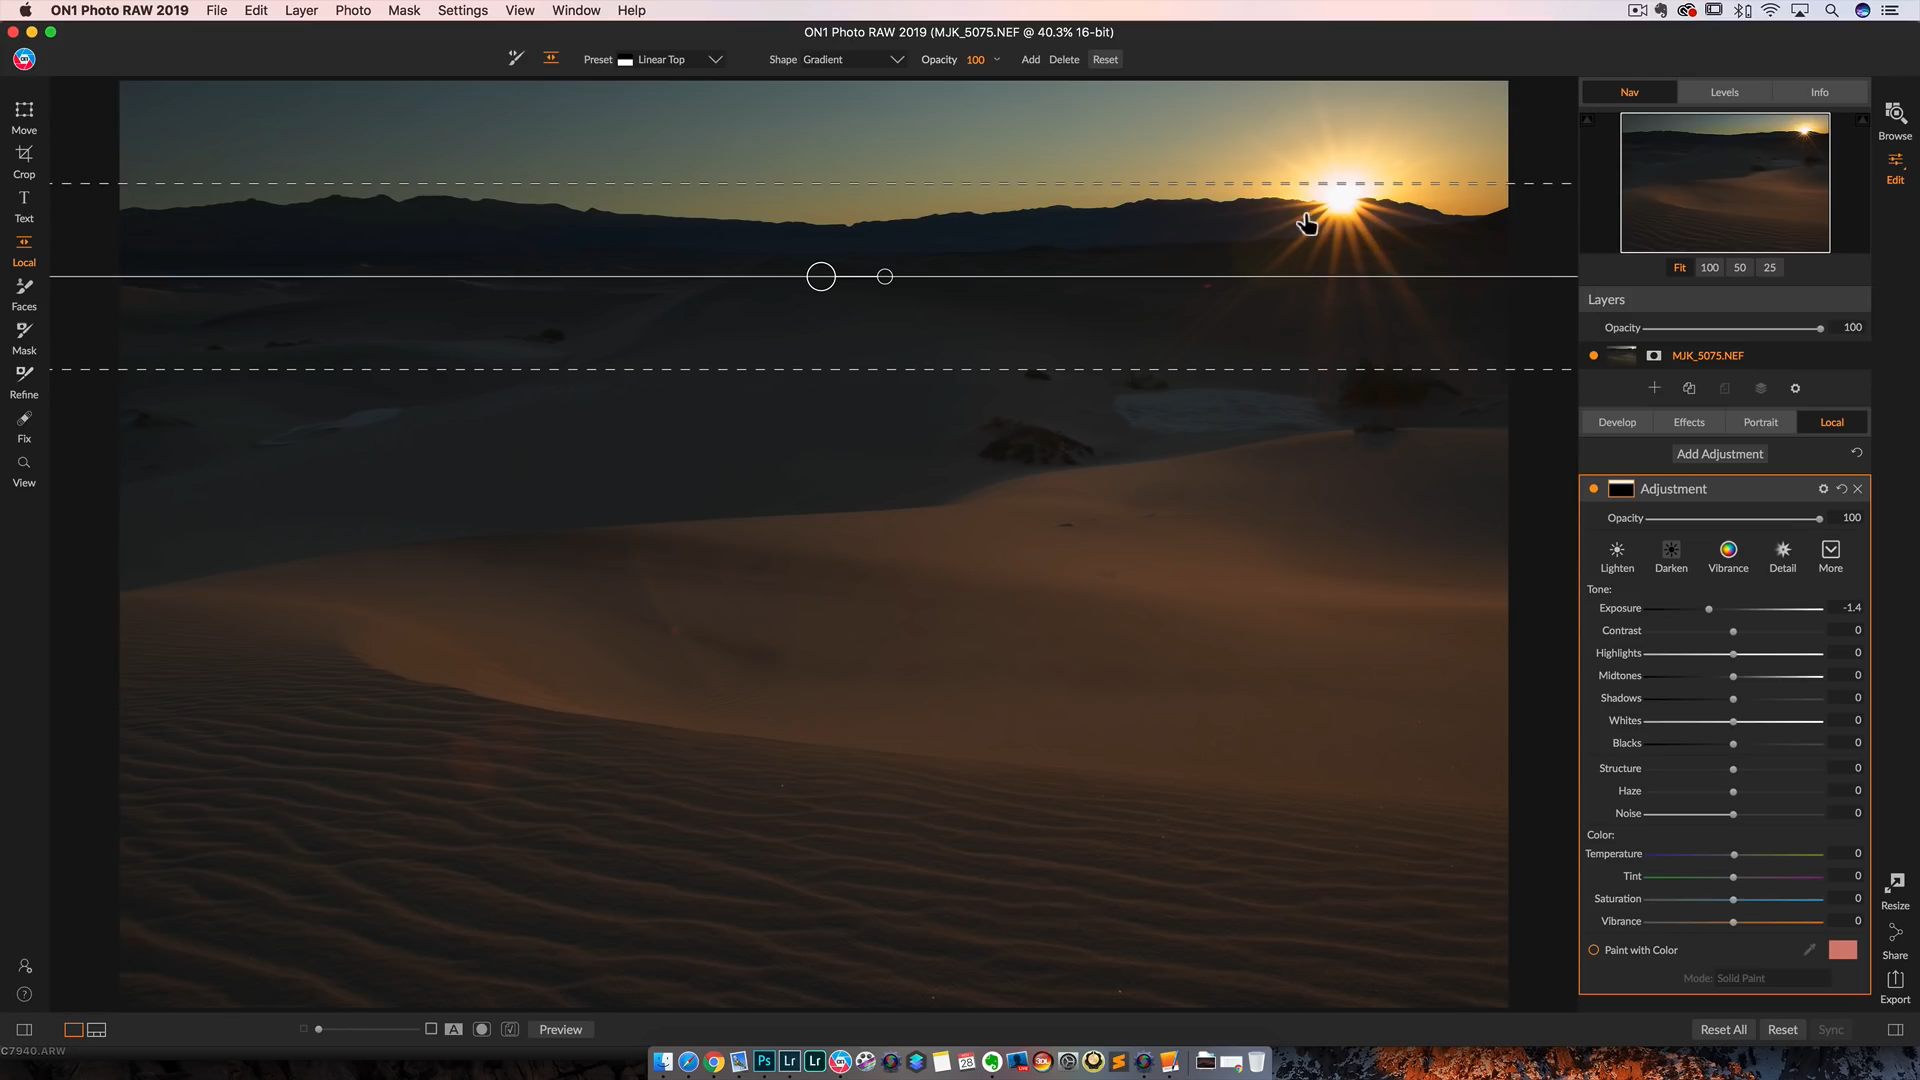 ON1 Photo RAW 2019 File Edit Layer Photo Mask Settings View Window Help
ON1 Photo RAW 2019 (MJK_5075.NEF @ 40.3% 16-bit)
Preset Linear Top Shape Gradient Opacity 100 Add Delete Reset
Move
Crop
Text
Local
Faces
Mask
Refine
Fix
View
Nav Levels Info
Fit 100 50 25
Layers
Opacity 100
MJK_5075.NEF
Develop Effects Portrait Local
Add Adjustment
Adjustment
Opacity 100
Lighten Darken Vibrance Detail More
Tone:
Exposure -1.4
Contrast 0
Highlights 0
Midtones 0
Shadows 0
Whites 0
Blacks 0
Structure 0
Haze 0
Noise 0
Color:
Temperature 0
Tint 0
Saturation 0
Vibrance 0
Paint with Color
Mode: Solid Paint
Browse
Edit
Resize
Share
Export
A Preview
Reset All Reset Sync
C7940.ARW
Ps Lr Lr 28